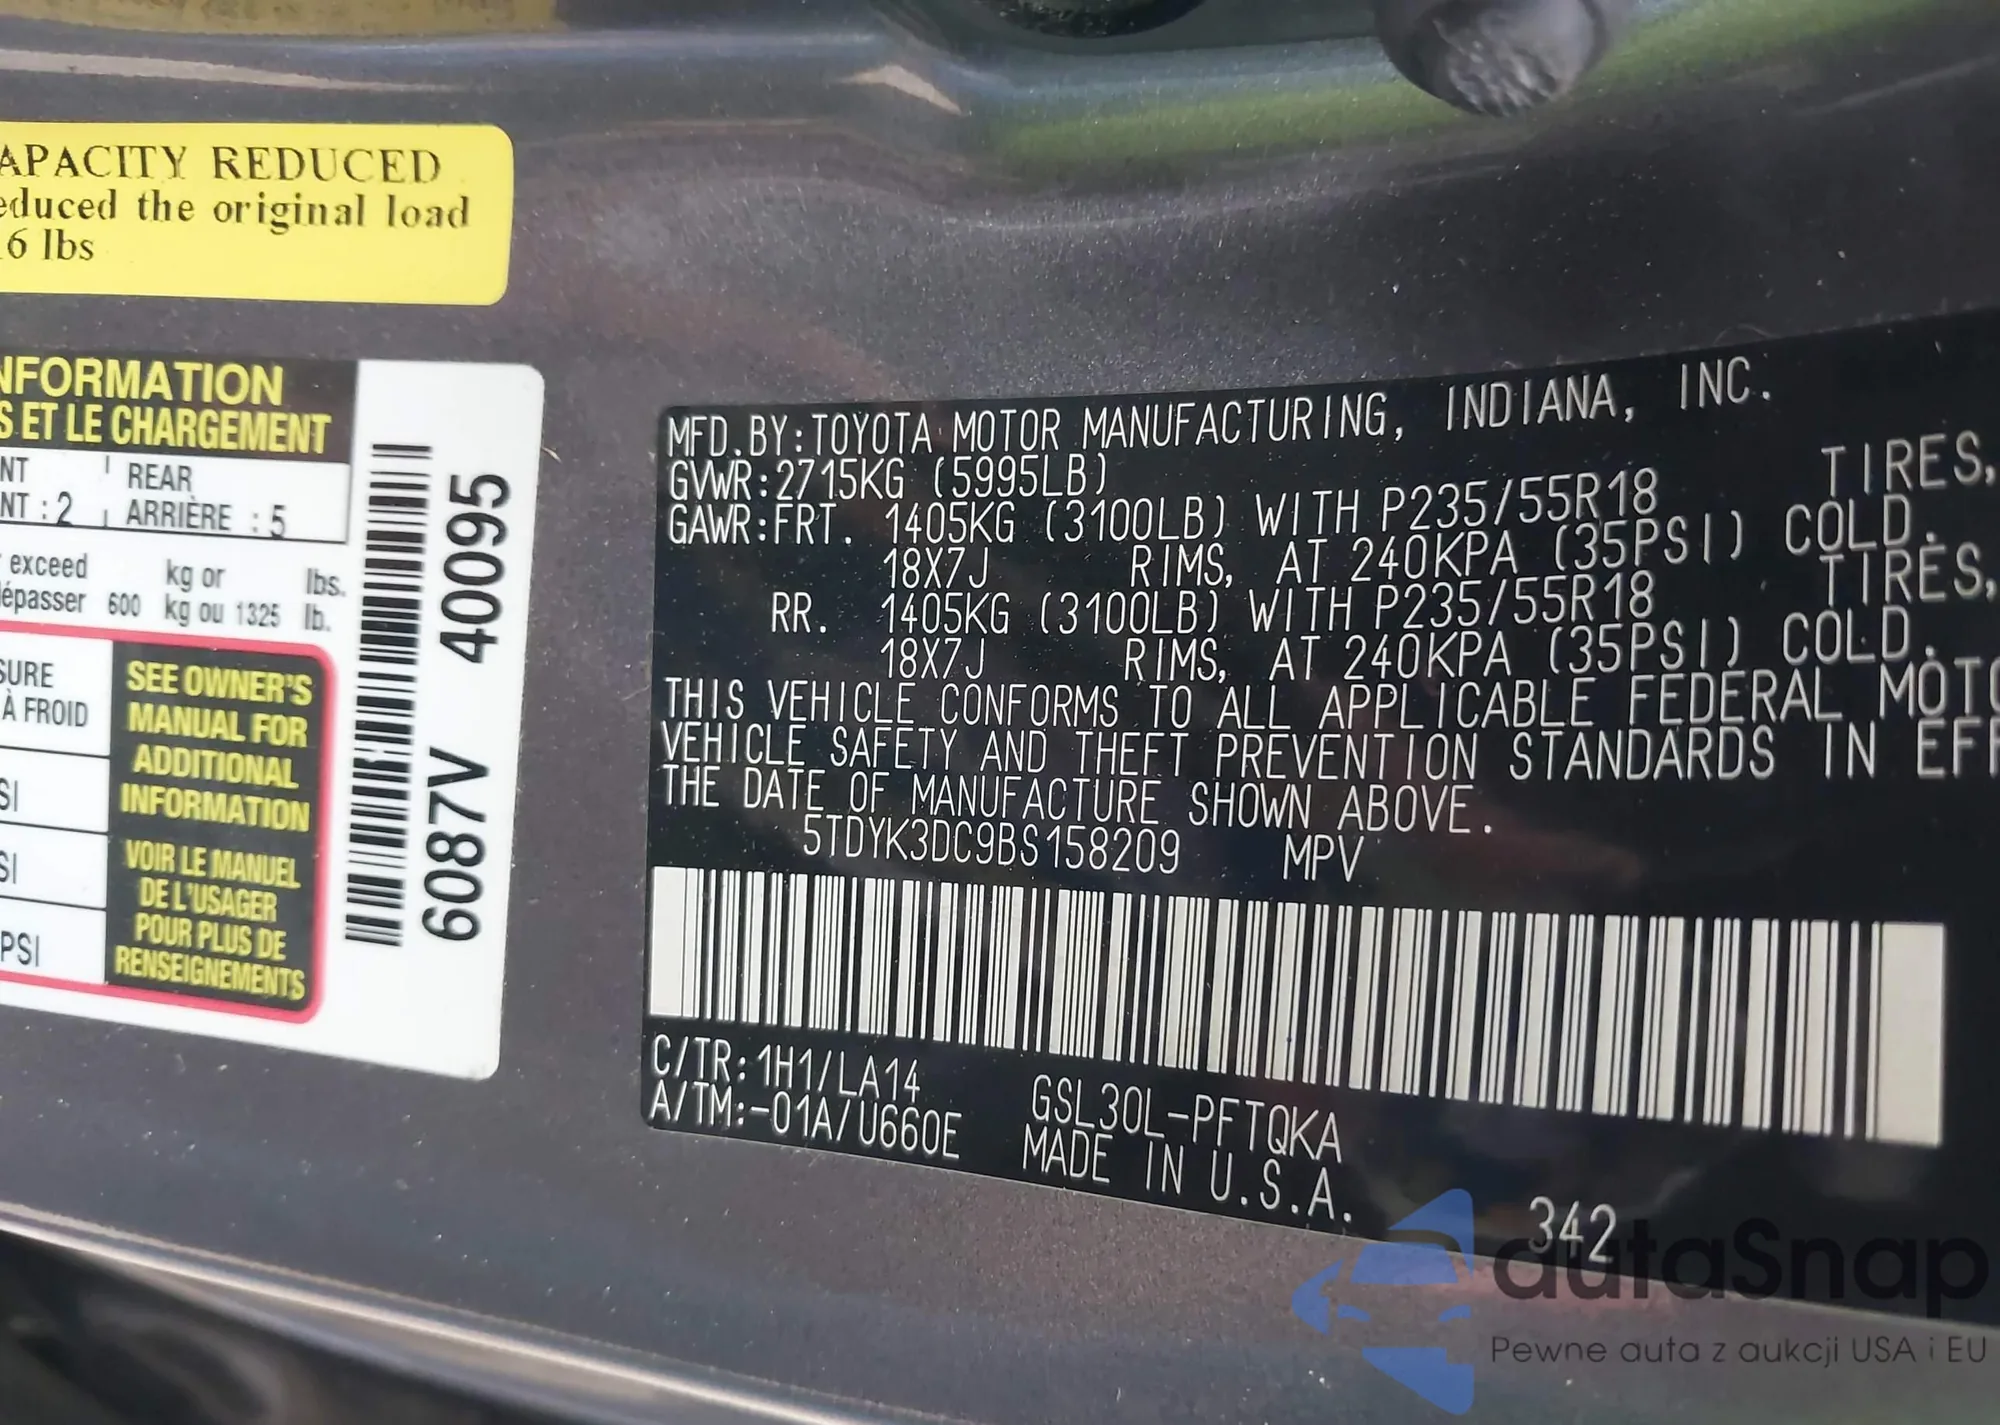 APACITY REDUCED
educed the original load
6 lbs
NFORMATION
S ET LE CHARGEMENT
NT REAR
NT : 2 ARRIÈRE : 5
exceed kg or lbs.
dépasser 600 kg ou 1325 lb.
SURE
À FROID
SI
SI
PSI
SEE OWNER'S
MANUAL FOR
ADDITIONAL
INFORMATION
VOIR LE MANUEL
DE L'USAGER
POUR PLUS DE
RENSEIGNEMENTS
6087V 40095
MFD.BY:TOYOTA MOTOR MANUFACTURING, INDIANA, INC.
GVWR:2715KG (5995LB)
GAWR:FRT. 1405KG (3100LB) WITH P235/55R18 TIRES,
18X7J RIMS, AT 240KPA (35PSI) COLD.
RR. 1405KG (3100LB) WITH P235/55R18 TIRES,
18X7J RIMS, AT 240KPA (35PSI) COLD.
THIS VEHICLE CONFORMS TO ALL APPLICABLE FEDERAL MOTO
VEHICLE SAFETY AND THEFT PREVENTION STANDARDS IN EFF
THE DATE OF MANUFACTURE SHOWN ABOVE.
5TDYK3DC9BS158209 MPV
C/TR:1H1/LA14 GSL30L-PFTQKA
A/TM:-01A/U660E MADE IN U.S.A.
342
autaSnap
Pewne auta z aukcji USA i EU